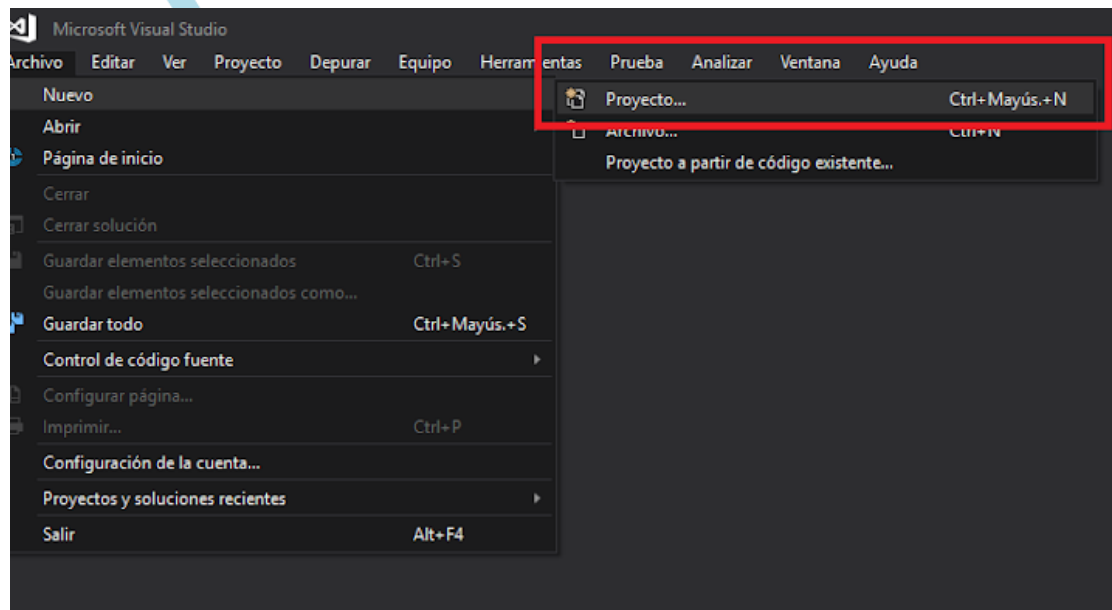 Microsoft Visual Studio
Archivo Editar Ver Proyecto Depurar Equipo Herramientas Prueba Analizar Ventana Ayuda
Nuevo
Proyecto... Ctrl+Mayús.+N
Abrir
Archivo... Ctrl+N
Página de inicio
Proyecto a partir de código existente...
Cerrar
Cerrar solución
Guardar elementos seleccionados Ctrl+S
Guardar elementos seleccionados como...
Guardar todo Ctrl+Mayús.+S
Control de código fuente
Configurar página...
Imprimir... Ctrl+P
Configuración de la cuenta...
Proyectos y soluciones recientes
Salir Alt+F4